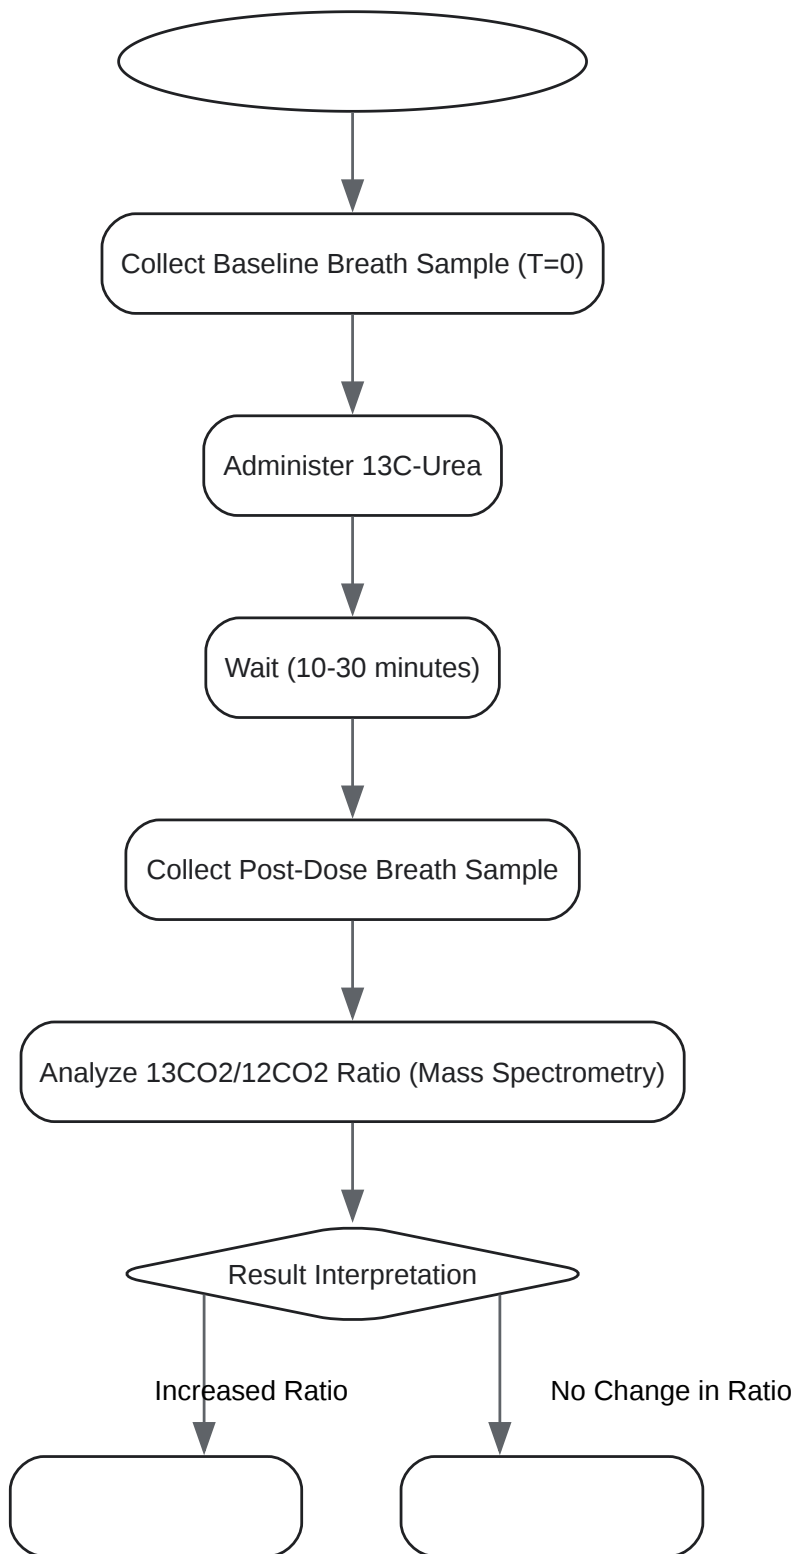 Collect Baseline Breath Sample (T=0)
Administer 13C-Urea
Wait (10-30 minutes)
Collect Post-Dose Breath Sample
Analyze 13CO2/12CO2 Ratio (Mass Spectrometry)
Result Interpretation
Increased Ratio
No Change in Ratio